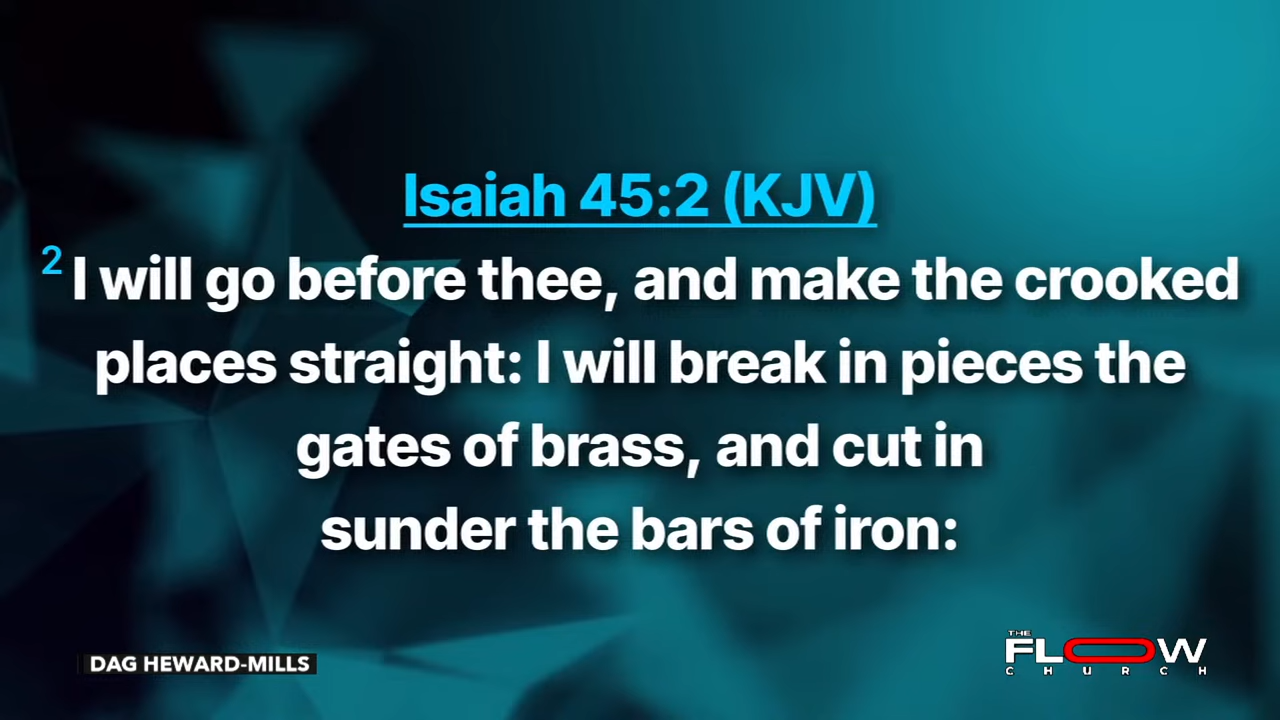 Isaiah 45:2 (KJV)
2 I will go before thee, and make the crooked
places straight: I will break in pieces the
gates of brass, and cut in
sunder the bars of iron:
DAG HEWARD-MILLS
THE
FLOW
CHURCH